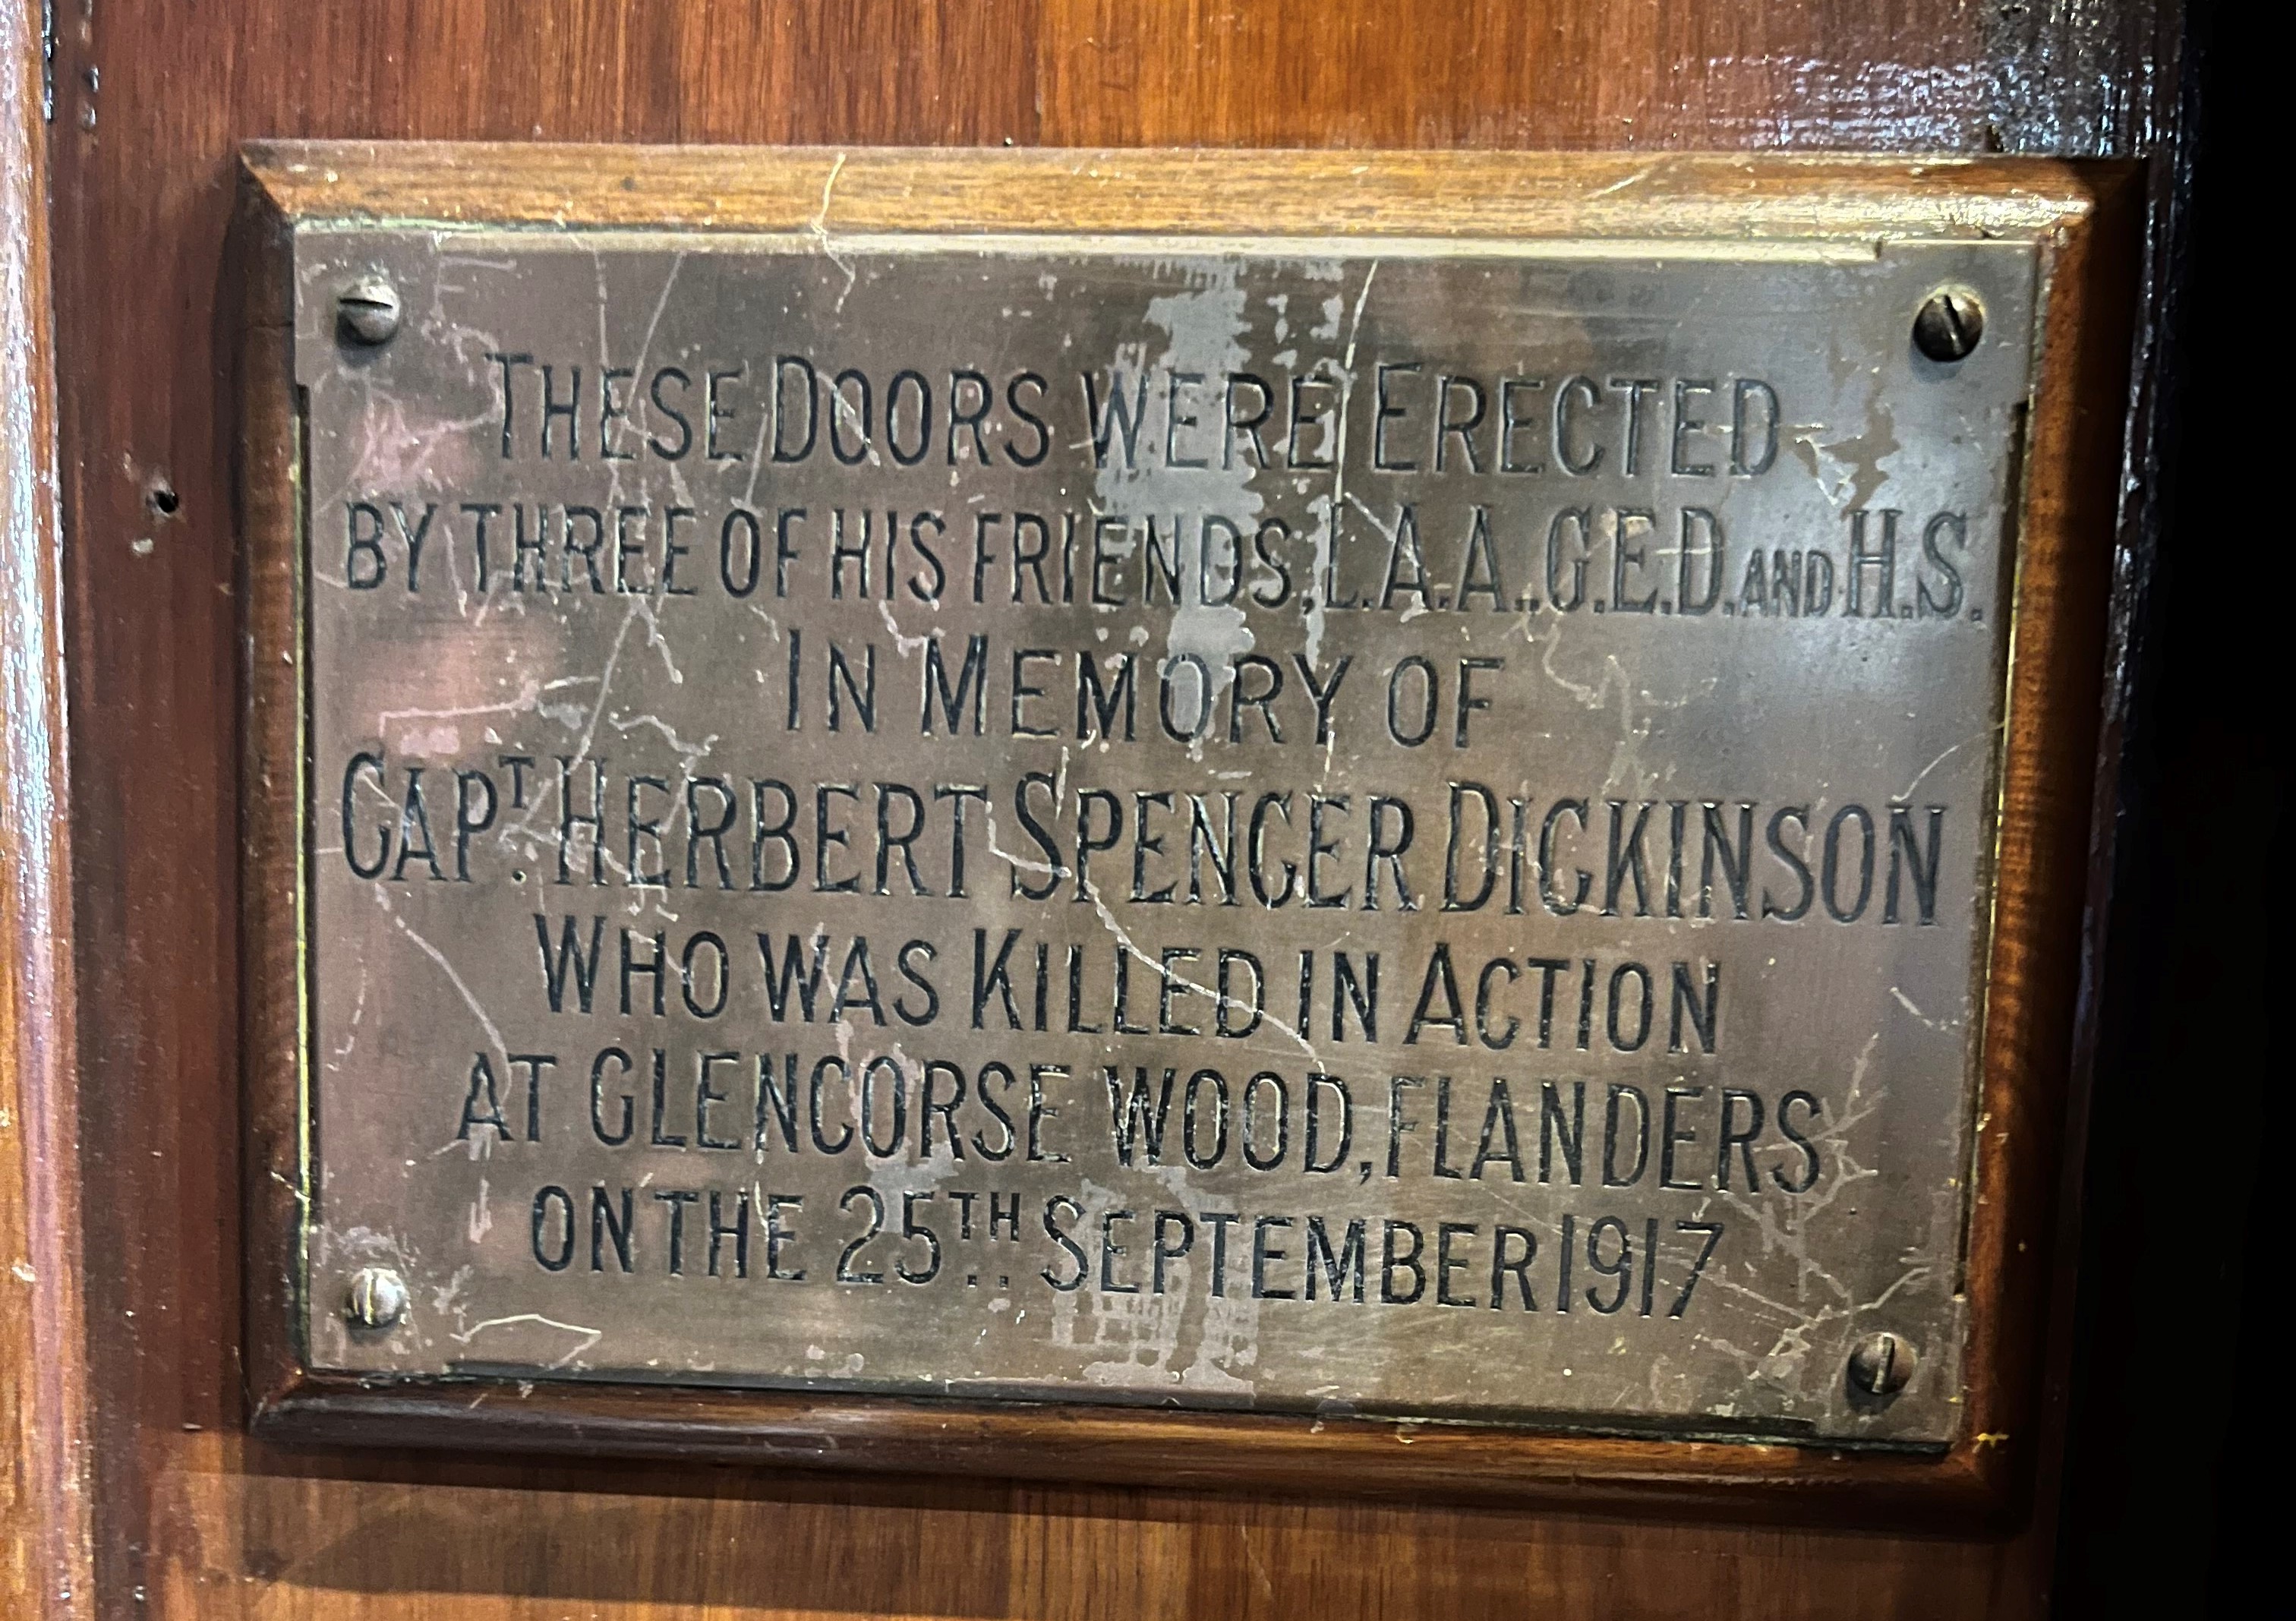 THESE DOORS WERE ERECTED
BY THREE OF HIS FRIENDS, L.A.A., G.E.D. AND H.S.
IN MEMORY OF
CAPT. HERBERT SPENCER DICKINSON
WHO WAS KILLED IN ACTION
AT GLENCORSE WOOD, FLANDERS
ON THE 25TH SEPTEMBER 1917